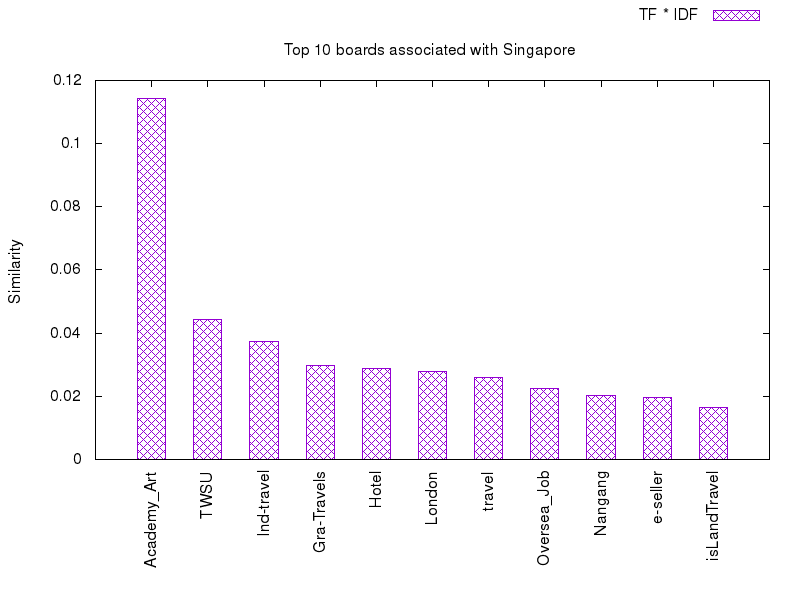 TF * IDF
Top 10 boards associated with Singapore
0.12
0.1
0.08
0.06
0.04
0.02
0
Similarity
Academy_Art
TWSU
Ind-travel
Gra-Travels
Hotel
London
travel
Oversea_Job
Nangang
e-seller
isLandTravel